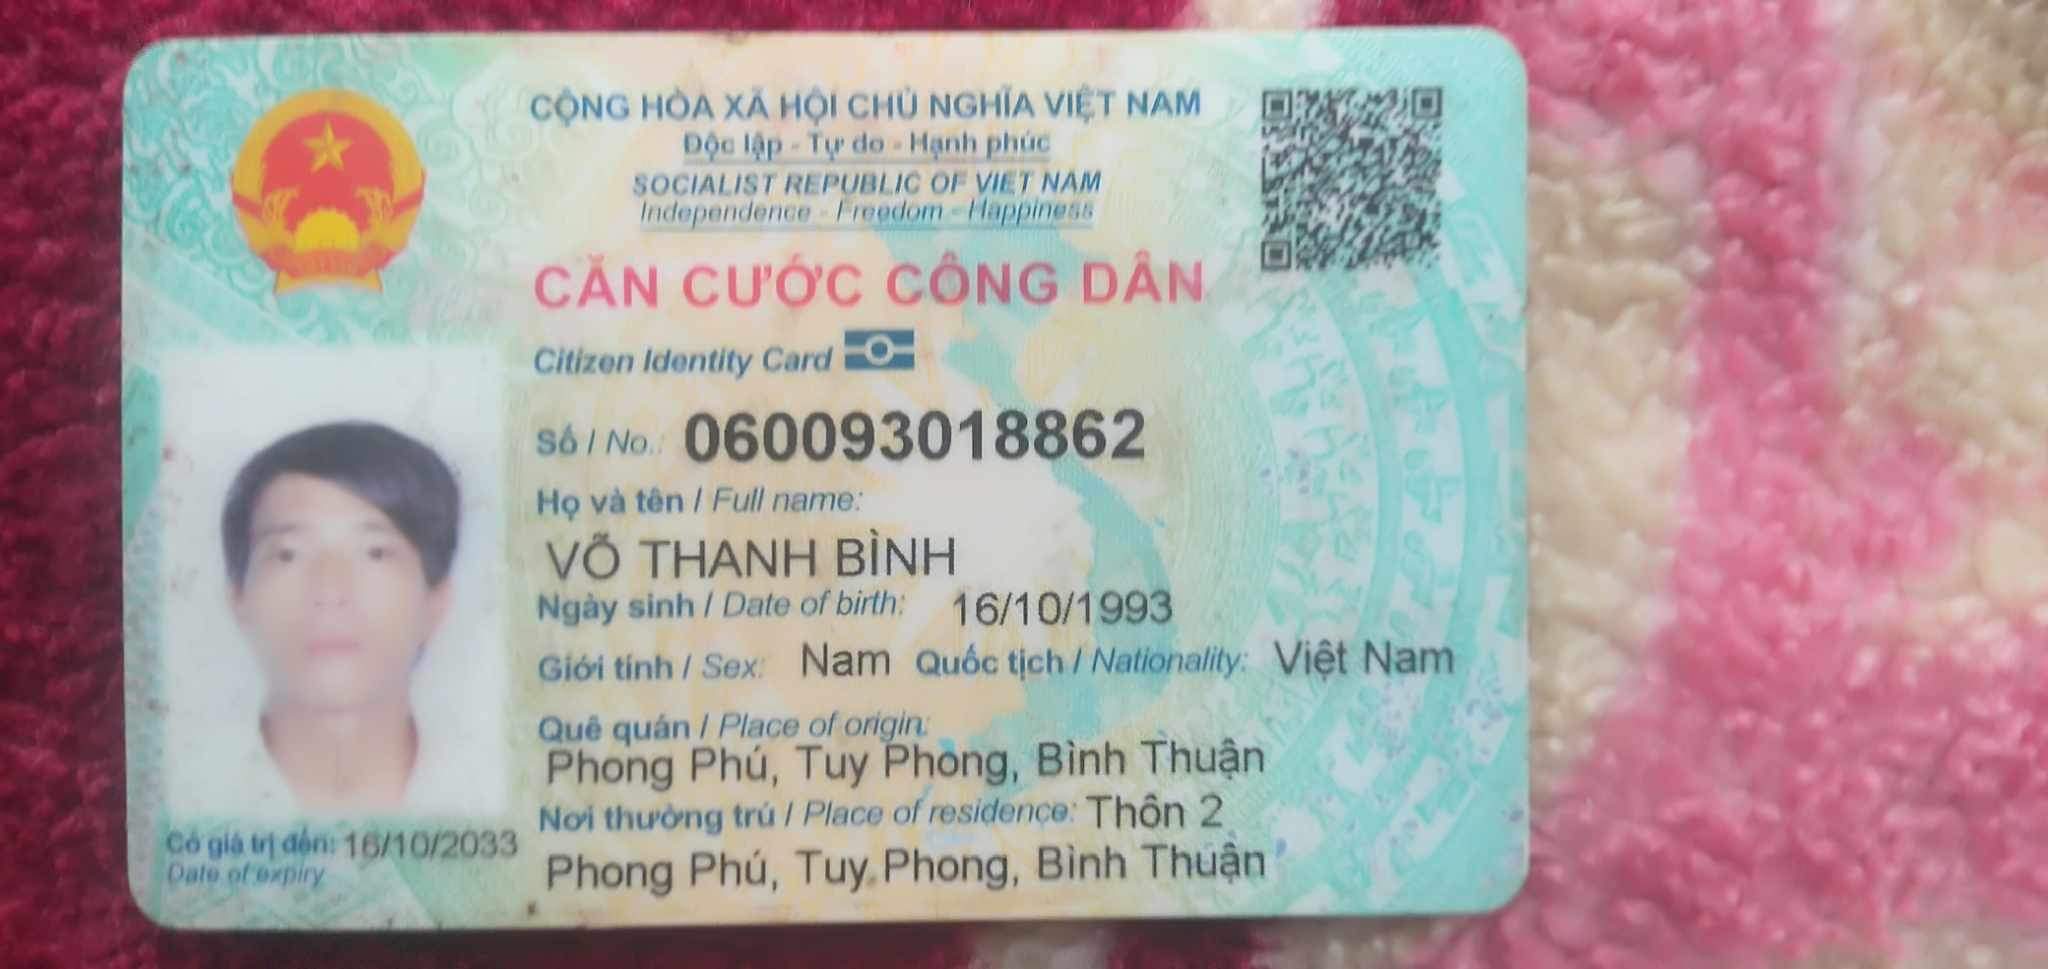 CỘNG HÒA XÃ HỘI CHỦ NGHĨA VIỆT NAM
Độc lập - Tự do - Hạnh phúc
SOCIALIST REPUBLIC OF VIET NAM
Independence - Freedom - Happiness
CĂN CƯỚC CÔNG DÂN
Citizen Identity Card
Số / No.: 060093018862
Họ và tên / Full name:
VÕ THANH BÌNH
Ngày sinh / Date of birth: 16/10/1993
Giới tính / Sex: Nam Quốc tịch / Nationality: Việt Nam
Quê quán / Place of origin:
Phong Phú, Tuy Phong, Bình Thuận
Nơi thường trú / Place of residence: Thôn 2
Phong Phú, Tuy Phong, Bình Thuận
Có giá trị đến: 16/10/2033
Date of expiry